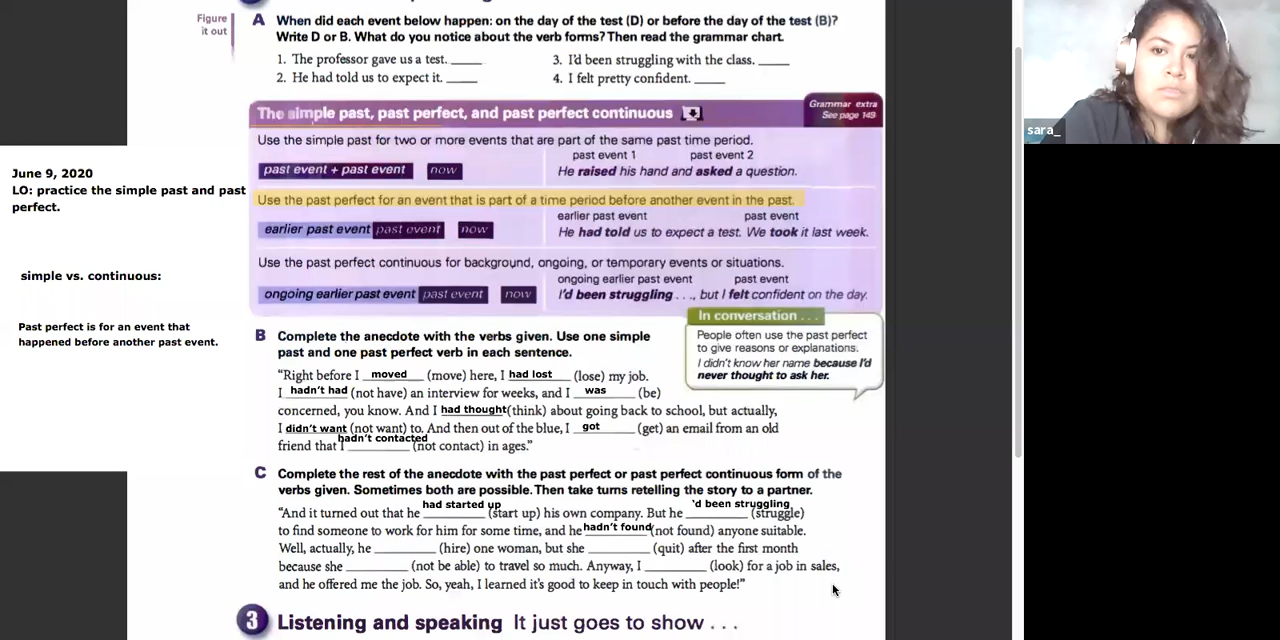 Figure
it out
A When did each event below happen: on the day of the test (D) or before the day of the test (B)?
Write D or B. What do you notice about the verb forms? Then read the grammar chart.
1. The professor gave us a test. _____
3. I'd been struggling with the class. _____
2. He had told us to expect it. _____
4. I felt pretty confident. _____
The simple past, past perfect, and past perfect continuous
Grammar extra
See page 149
Use the simple past for two or more events that are part of the same past time period.
past event 1 past event 2
past event + past event now
He raised his hand and asked a question.
Use the past perfect for an event that is part of a time period before another event in the past.
earlier past event past event
earlier past event past event now
He had told us to expect a test. We took it last week.
Use the past perfect continuous for background, ongoing, or temporary events or situations.
ongoing earlier past event past event
ongoing earlier past event past event now
I'd been struggling . . ., but I felt confident on the day.
June 9, 2020
LO: practice the simple past and past
perfect.
simple vs. continuous:
Past perfect is for an event that
happened before another past event.
In conversation . . .
People often use the past perfect
to give reasons or explanations.
I didn't know her name because I'd
never thought to ask her.
B Complete the anecdote with the verbs given. Use one simple
past and one past perfect verb in each sentence.
"Right before I moved (move) here, I had lost (lose) my job.
I hadn't had (not have) an interview for weeks, and I was (be)
concerned, you know. And I had thought (think) about going back to school, but actually,
I didn't want (not want) to. And then out of the blue, I got (get) an email from an old
friend that I hadn't contacted (not contact) in ages."
C Complete the rest of the anecdote with the past perfect or past perfect continuous form of the
verbs given. Sometimes both are possible. Then take turns retelling the story to a partner.
"And it turned out that he had started up (start up) his own company. But he 'd been struggling (struggle)
to find someone to work for him for some time, and he hadn't found (not found) anyone suitable.
Well, actually, he _________ (hire) one woman, but she _________ (quit) after the first month
because she _________ (not be able) to travel so much. Anyway, I _________ (look) for a job in sales,
and he offered me the job. So, yeah, I learned it's good to keep in touch with people!"
3 Listening and speaking It just goes to show . . .
sara_